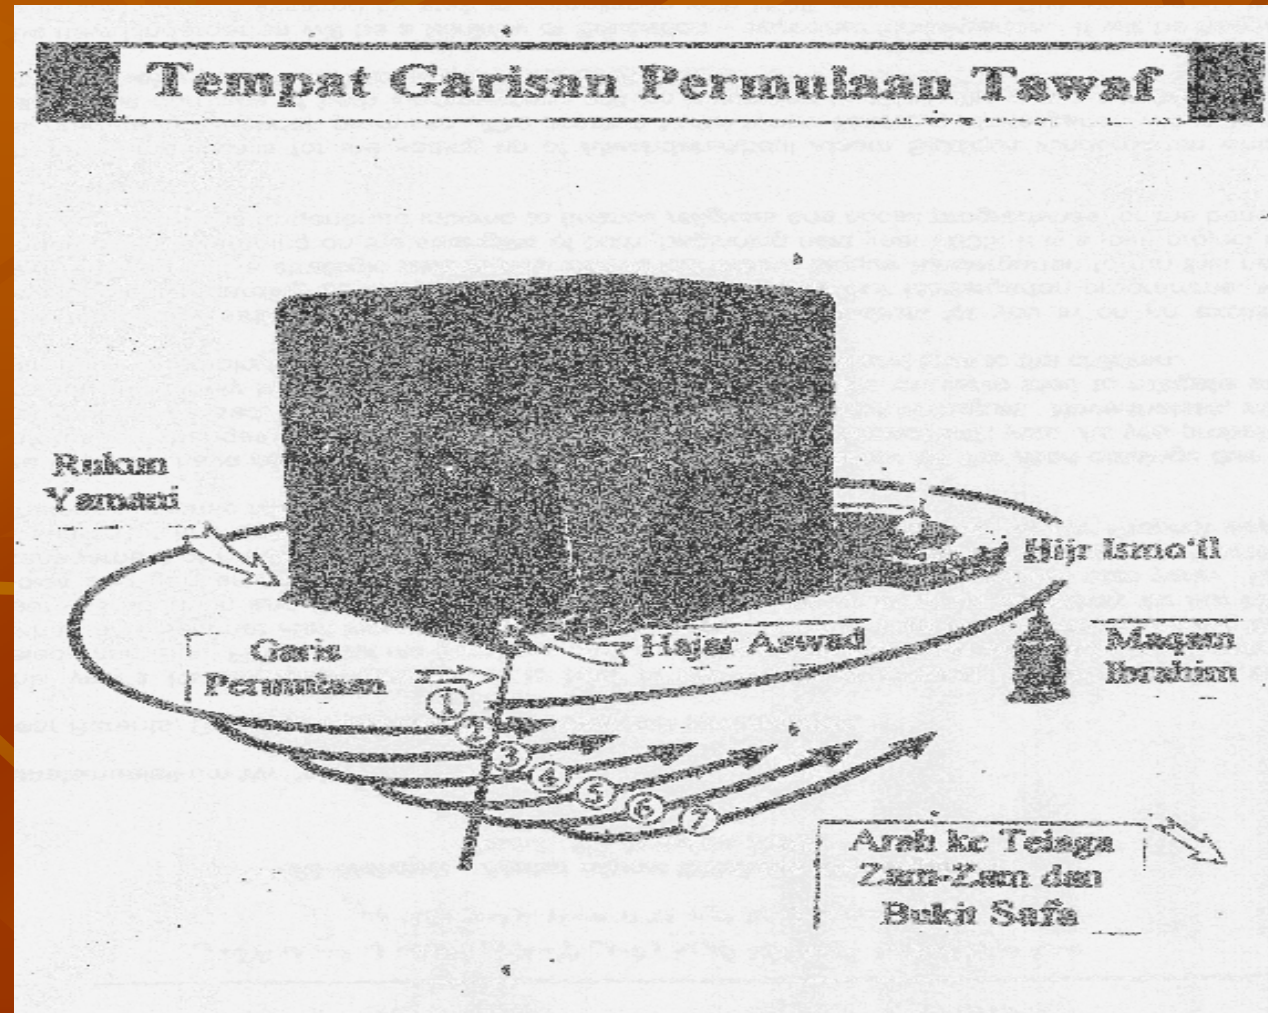 Tempat Garisan Permulaan Tawaf
Rukun
Yamani
Hijr Isma'il
Garis
Permulaan
Hajar Aswad
Maqam
Ibrahim
1
2
3
4
5
6
7
Arah ke Telaga
Zam-Zam dan
Bukit Safa